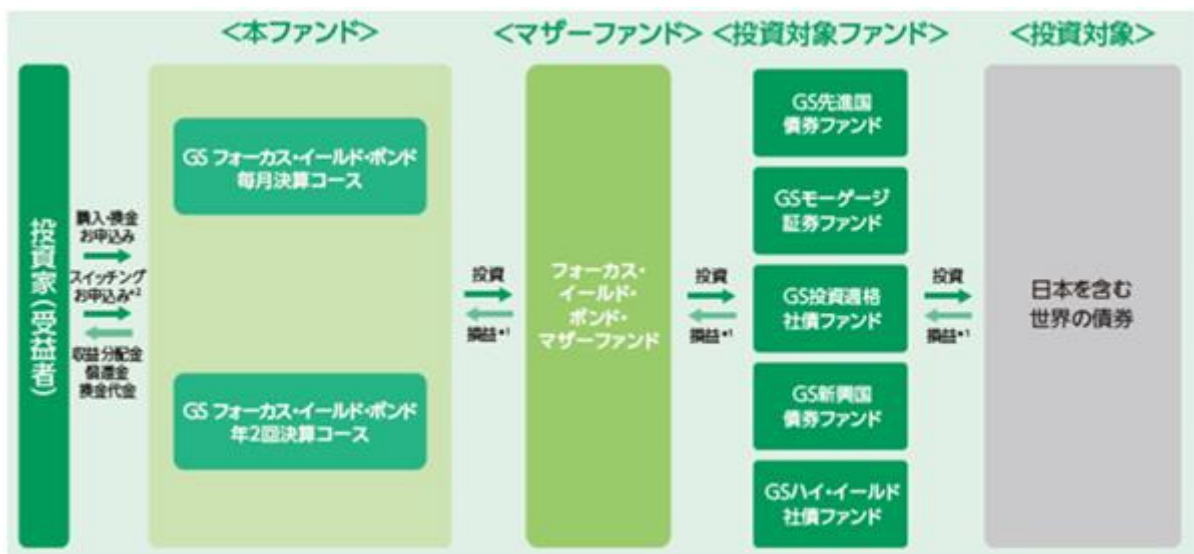 <本ファンド>
<マザーファンド>
<投資対象ファンド>
<投資対象>
投資家(受益者)
購入・換金
お申込み
スイッチング
お申込み*2
収益分配金
償還金
換金代金
GS フォーカス・イールド・ボンド
毎月決算コース
GS フォーカス・イールド・ボンド
年2回決算コース
投資
損益*1
フォーカス・
イールド・
ボンド・
マザーファンド
投資
損益*1
GS先進国
債券ファンド
GSモーゲージ
証券ファンド
GS投資適格
社債ファンド
GS新興国
債券ファンド
GSハイ・イールド
社債ファンド
投資
損益*1
日本を含む
世界の債券